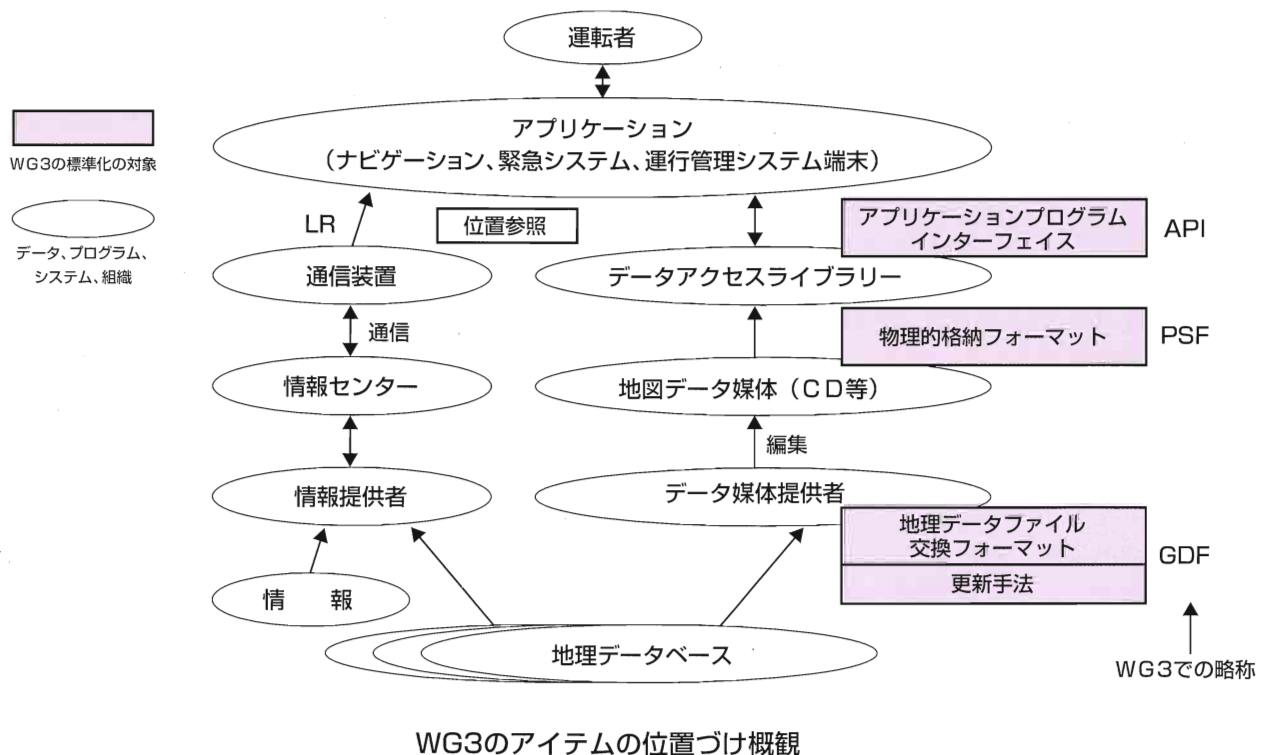 運転者
アプリケーション
（ナビゲーション、緊急システム、運行管理システム端末）
WG3の標準化の対象
データ、プログラム、
システム、組織
LR
位置参照
アプリケーションプログラム
インターフェイス
API
通信装置
データアクセスライブラリー
通信
物理的格納フォーマット
PSF
情報センター
地図データ媒体（CD等）
編集
情報提供者
データ媒体提供者
地理データファイル
交換フォーマット
更新手法
GDF
情　報
地理データベース
WG3での略称
WG3のアイテムの位置づけ概観